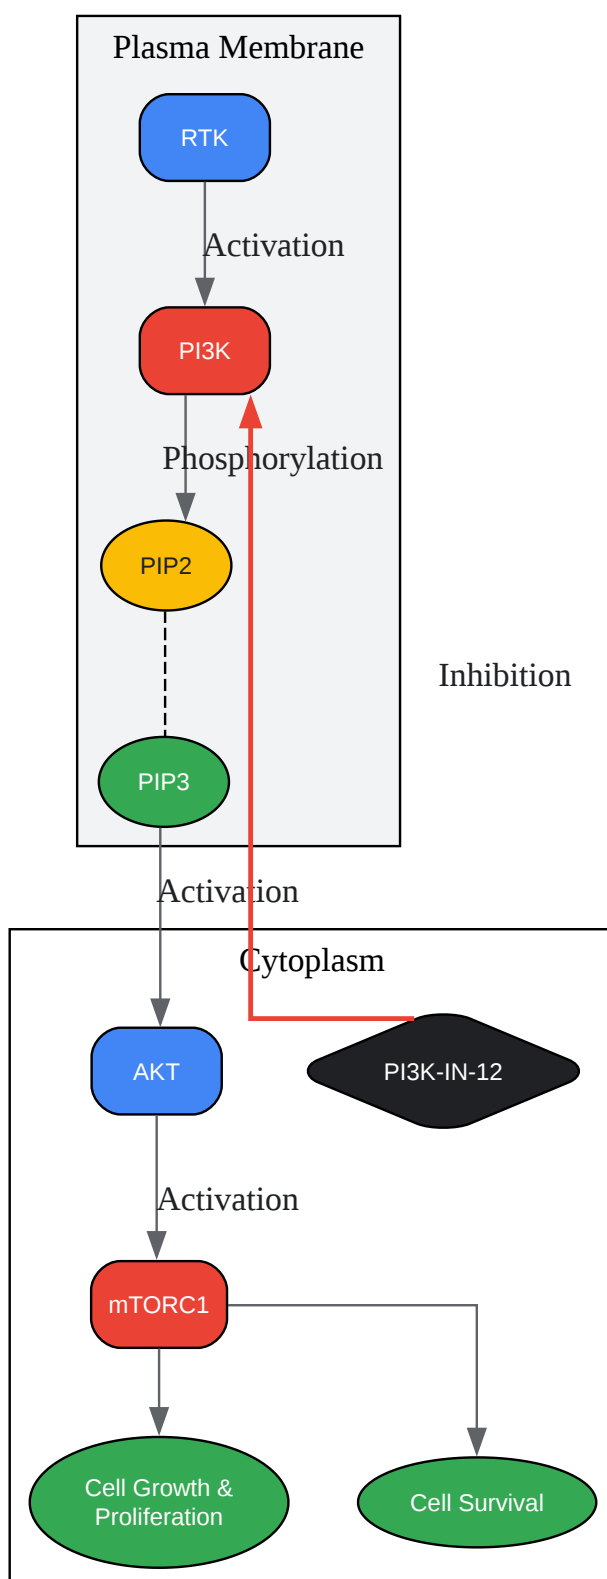 Plasma Membrane
RTK
Activation
PI3K
Phosphorylation
PIP2
Inhibition
PIP3
Activation
Cytoplasm
AKT
PI3K-IN-12
Activation
mTORC1
Cell Growth &
Proliferation
Cell Survival